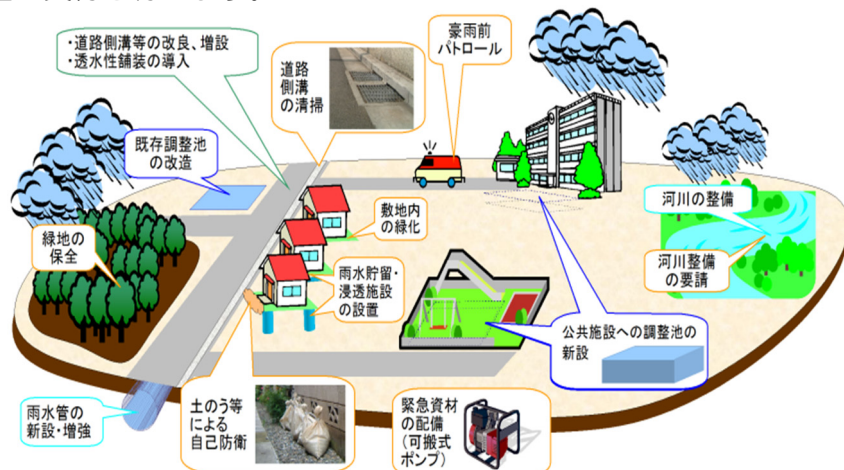 ・道路側溝等の改良、増設
・透水性舗装の導入
道路
側溝
の清掃
豪雨前
パトロール
既存調整池
の改造
緑地の
保全
敷地内
の緑化
雨水貯留・
浸透施設
の設置
河川の整備
河川整備
の要請
公共施設への調整池の
新設
雨水管の
新設・増強
土のう等
による
自己防衛
緊急資材
の配備
(可搬式
ポンプ)